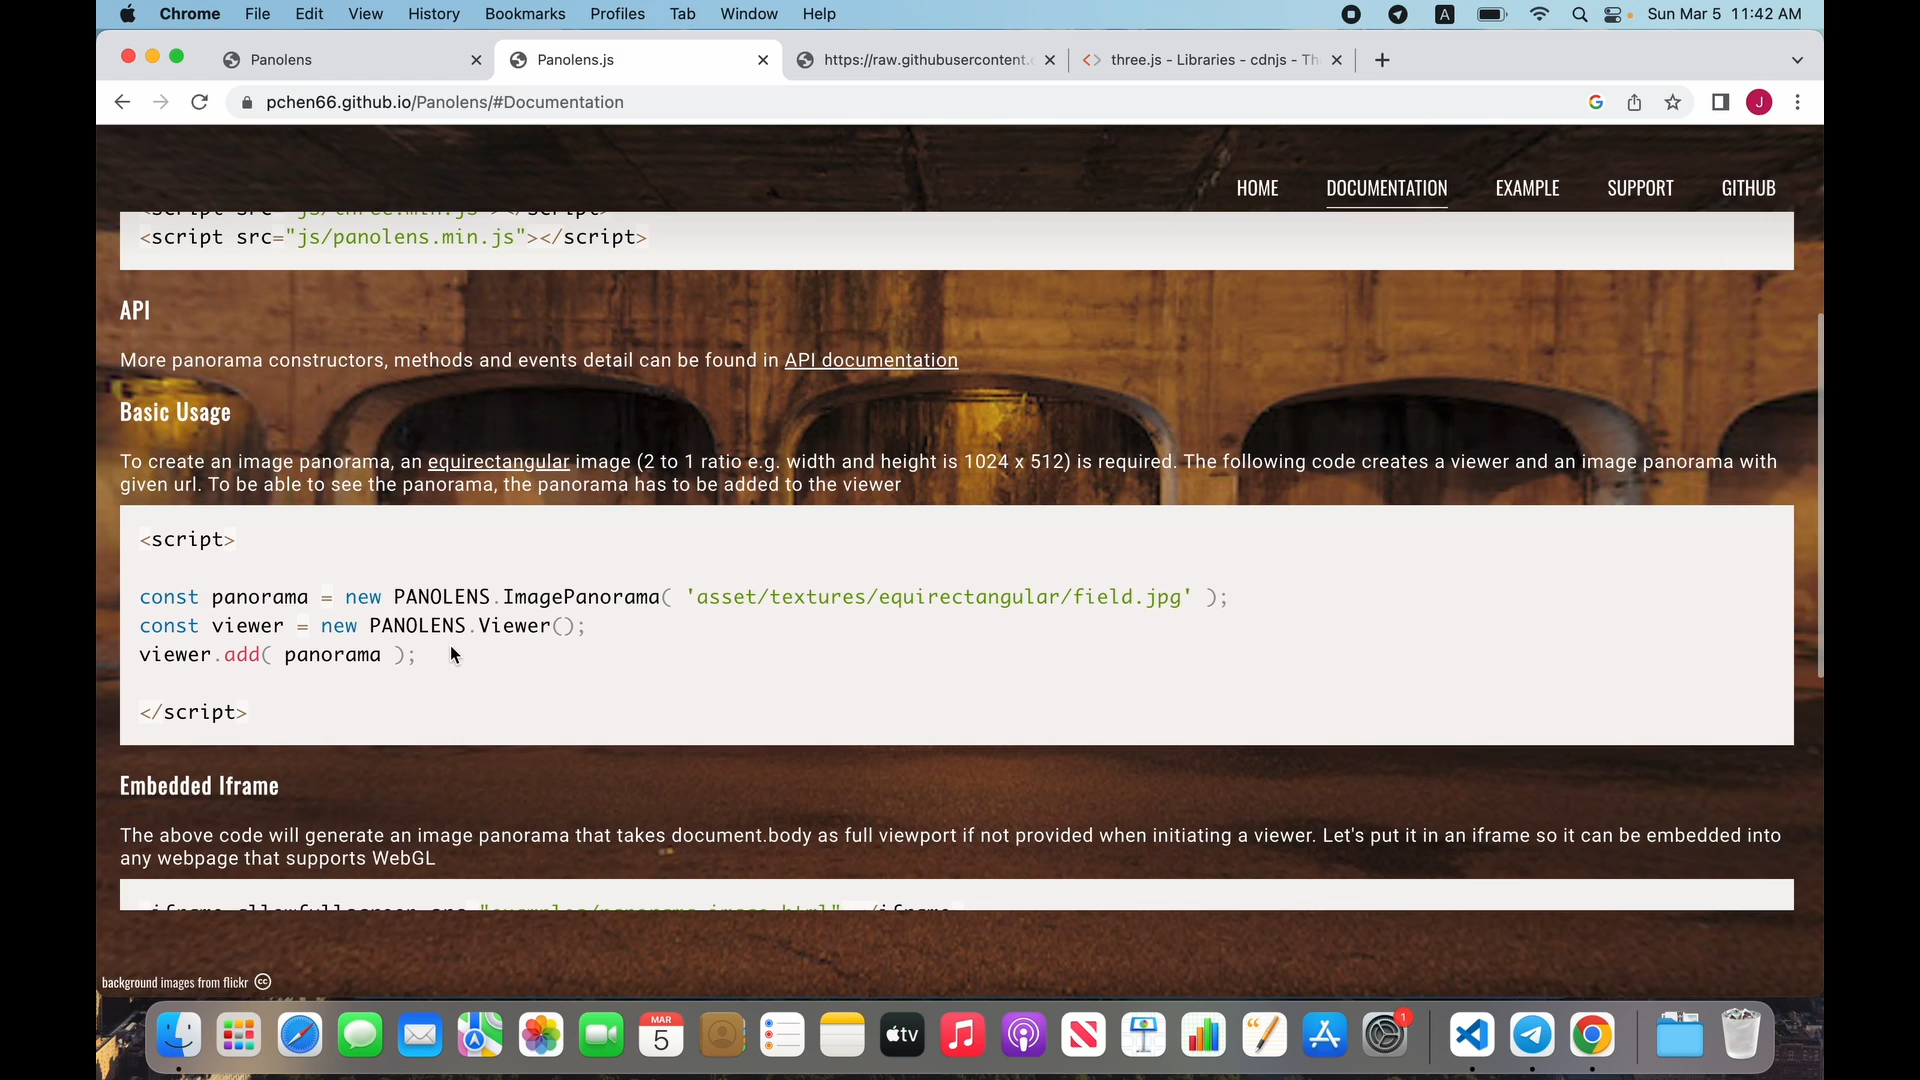 Chrome File Edit View History Bookmarks Profiles Tab Window Help
A
Sun Mar 5 11:42 AM
Panolens
Panolens.js
https://raw.githubusercontent.c
three.js - Libraries - cdnjs - Th
pchen66.github.io/Panolens/#Documentation
J
HOME DOCUMENTATION EXAMPLE SUPPORT GITHUB
<script src="js/three.min.js"></script>
<script src="js/panolens.min.js"></script>
API
More panorama constructors, methods and events detail can be found in API documentation
Basic Usage
To create an image panorama, an equirectangular image (2 to 1 ratio e.g. width and height is 1024 x 512) is required. The following code creates a viewer and an image panorama with
given url. To be able to see the panorama, the panorama has to be added to the viewer
<script>
const panorama = new PANOLENS.ImagePanorama( 'asset/textures/equirectangular/field.jpg' );
const viewer = new PANOLENS.Viewer();
viewer.add( panorama );
</script>
Embedded Iframe
The above code will generate an image panorama that takes document.body as full viewport if not provided when initiating a viewer. Let's put it in an iframe so it can be embedded into
any webpage that supports WebGL
background images from flickr cc
MAR
5
tv
1